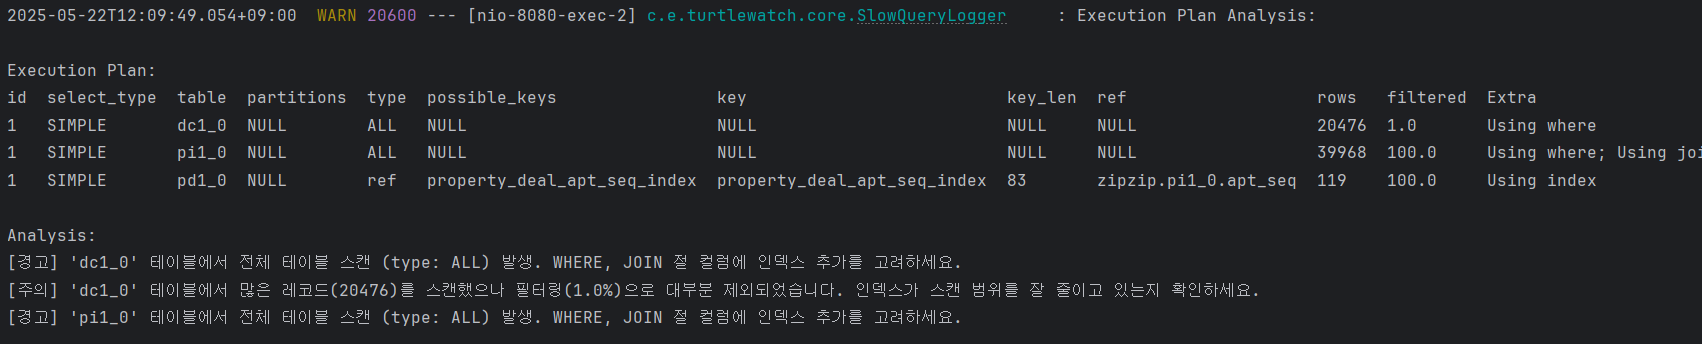 2025-05-22T12:09:49.054+09:00  WARN 20600 --- [nio-8080-exec-2] c.e.turtlewatch.core.SlowQueryLogger     : Execution Plan Analysis:
Execution Plan:
id  select_type  table  partitions  type  possible_keys  key  key_len  ref  rows  filtered  Extra
1  SIMPLE  dc1_0  NULL  ALL  NULL  NULL  NULL  NULL  20476  1.0  Using where
1  SIMPLE  pi1_0  NULL  ALL  NULL  NULL  NULL  NULL  39968  100.0  Using where; Using joi
1  SIMPLE  pd1_0  NULL  ref  property_deal_apt_seq_index  property_deal_apt_seq_index  83  zipzip.pi1_0.apt_seq  119  100.0  Using index
Analysis:
[경고] 'dc1_0' 테이블에서 전체 테이블 스캔 (type: ALL) 발생. WHERE, JOIN 절 컬럼에 인덱스 추가를 고려하세요.
[주의] 'dc1_0' 테이블에서 많은 레코드(20476)를 스캔했으나 필터링(1.0%)으로 대부분 제외되었습니다. 인덱스가 스캔 범위를 잘 줄이고 있는지 확인하세요.
[경고] 'pi1_0' 테이블에서 전체 테이블 스캔 (type: ALL) 발생. WHERE, JOIN 절 컬럼에 인덱스 추가를 고려하세요.